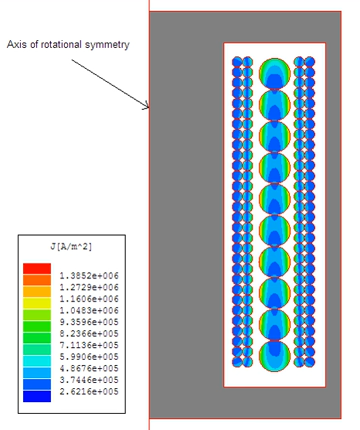 Axis of rotational symmetry
J[A/m^2]
1.3852e+006
1.2729e+006
1.1606e+006
1.0483e+006
9.3596e+005
8.2366e+005
7.1136e+005
5.9906e+005
4.8676e+005
3.7446e+005
2.6216e+005